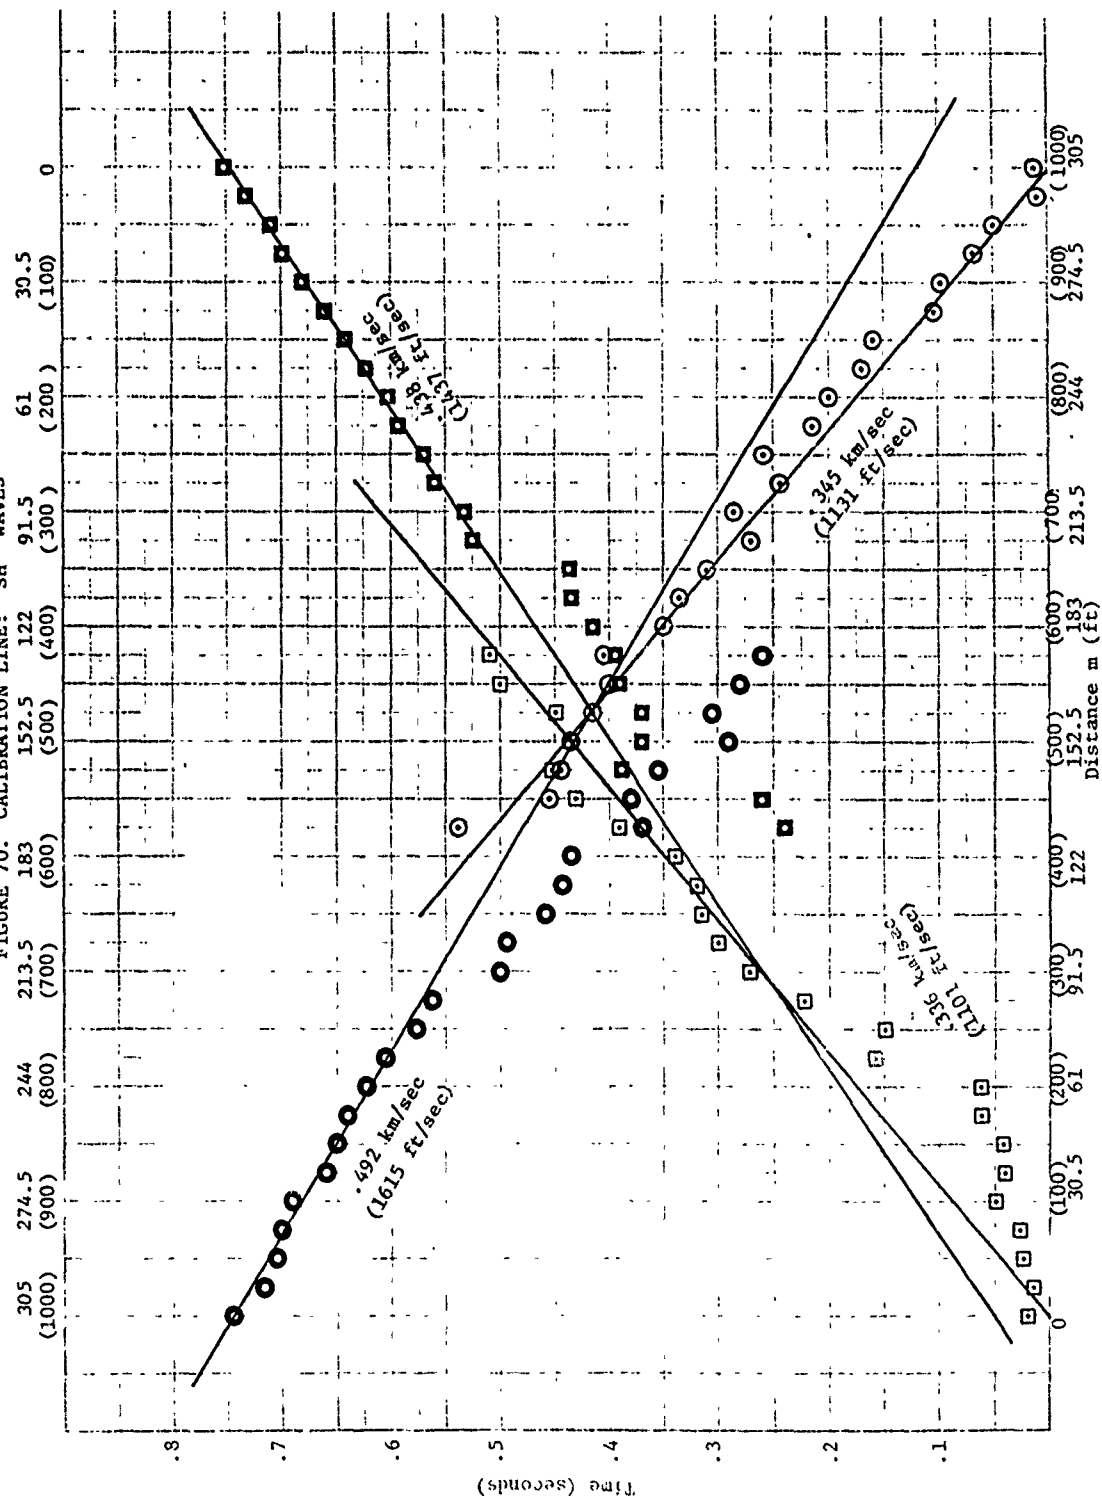 FIGURE 70. CALIBRATION LINE: SH WAVES
305 274.5 244 213.5 183 152.5 122 91.5 61 30.5 0
(1000) (900) (800) (700) (600) (500) (400) (300) (200) (100)
.8
.7
.6
.5
.4
.3
.2
.1
Time (seconds)
.492 km/sec
(1615 ft/sec)
.438 km/sec
(1437 ft/sec)
.336 km/sec
(1101 ft/sec)
.345 km/sec
(1131 ft/sec)
0 (100) (200) (300) (400) (500) (600) (700) (800) (900) (1000)
30.5 61 91.5 122 152.5 183 213.5 244 274.5 305
Distance m (ft)